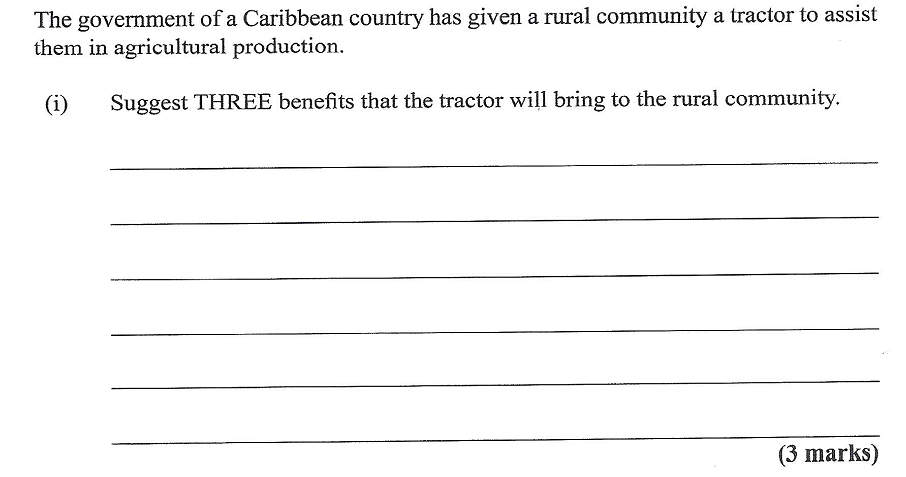 The government of a Caribbean country has given a rural community a tractor to assist
them in agricultural production.
(i) Suggest THREE benefits that the tractor will bring to the rural community.
(3 marks)